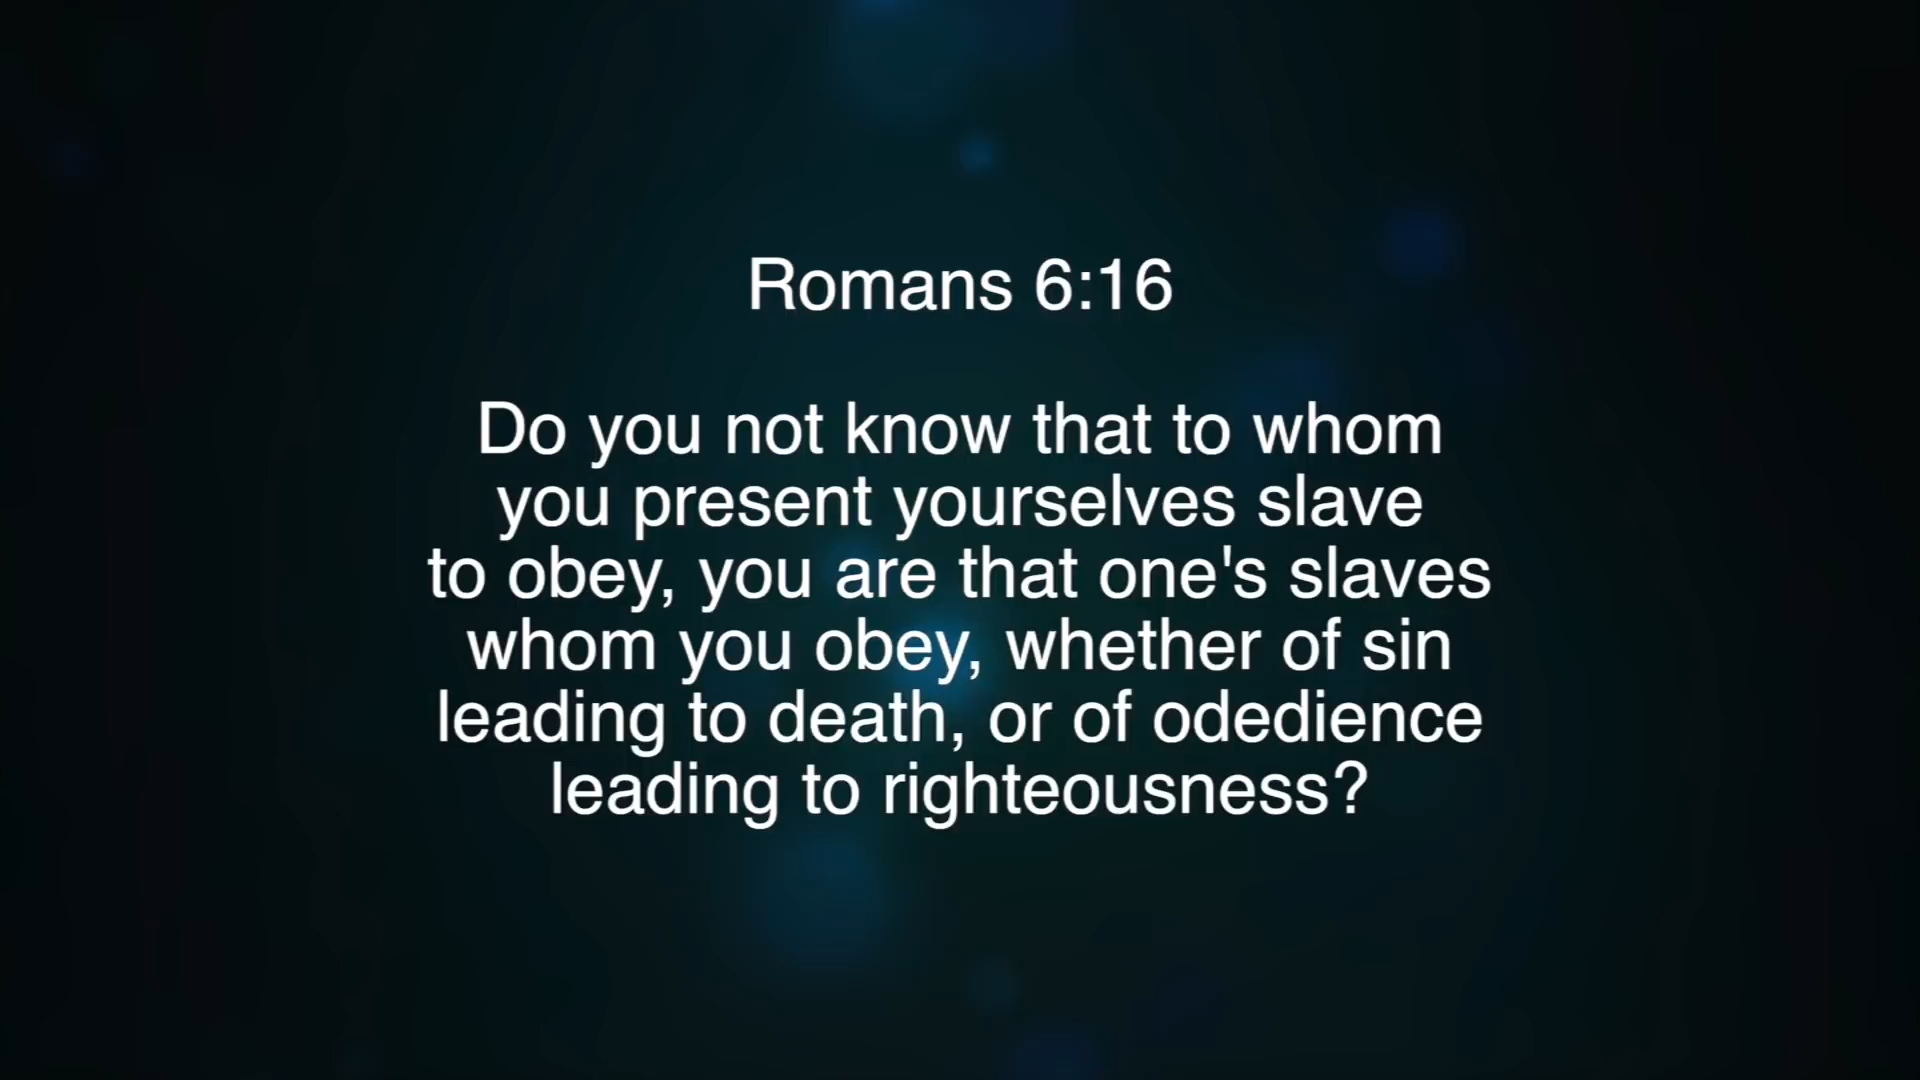 Romans 6:16
Do you not know that to whom
you present yourselves slave
to obey, you are that one's slaves
whom you obey, whether of sin
leading to death, or of odedience
leading to righteousness?